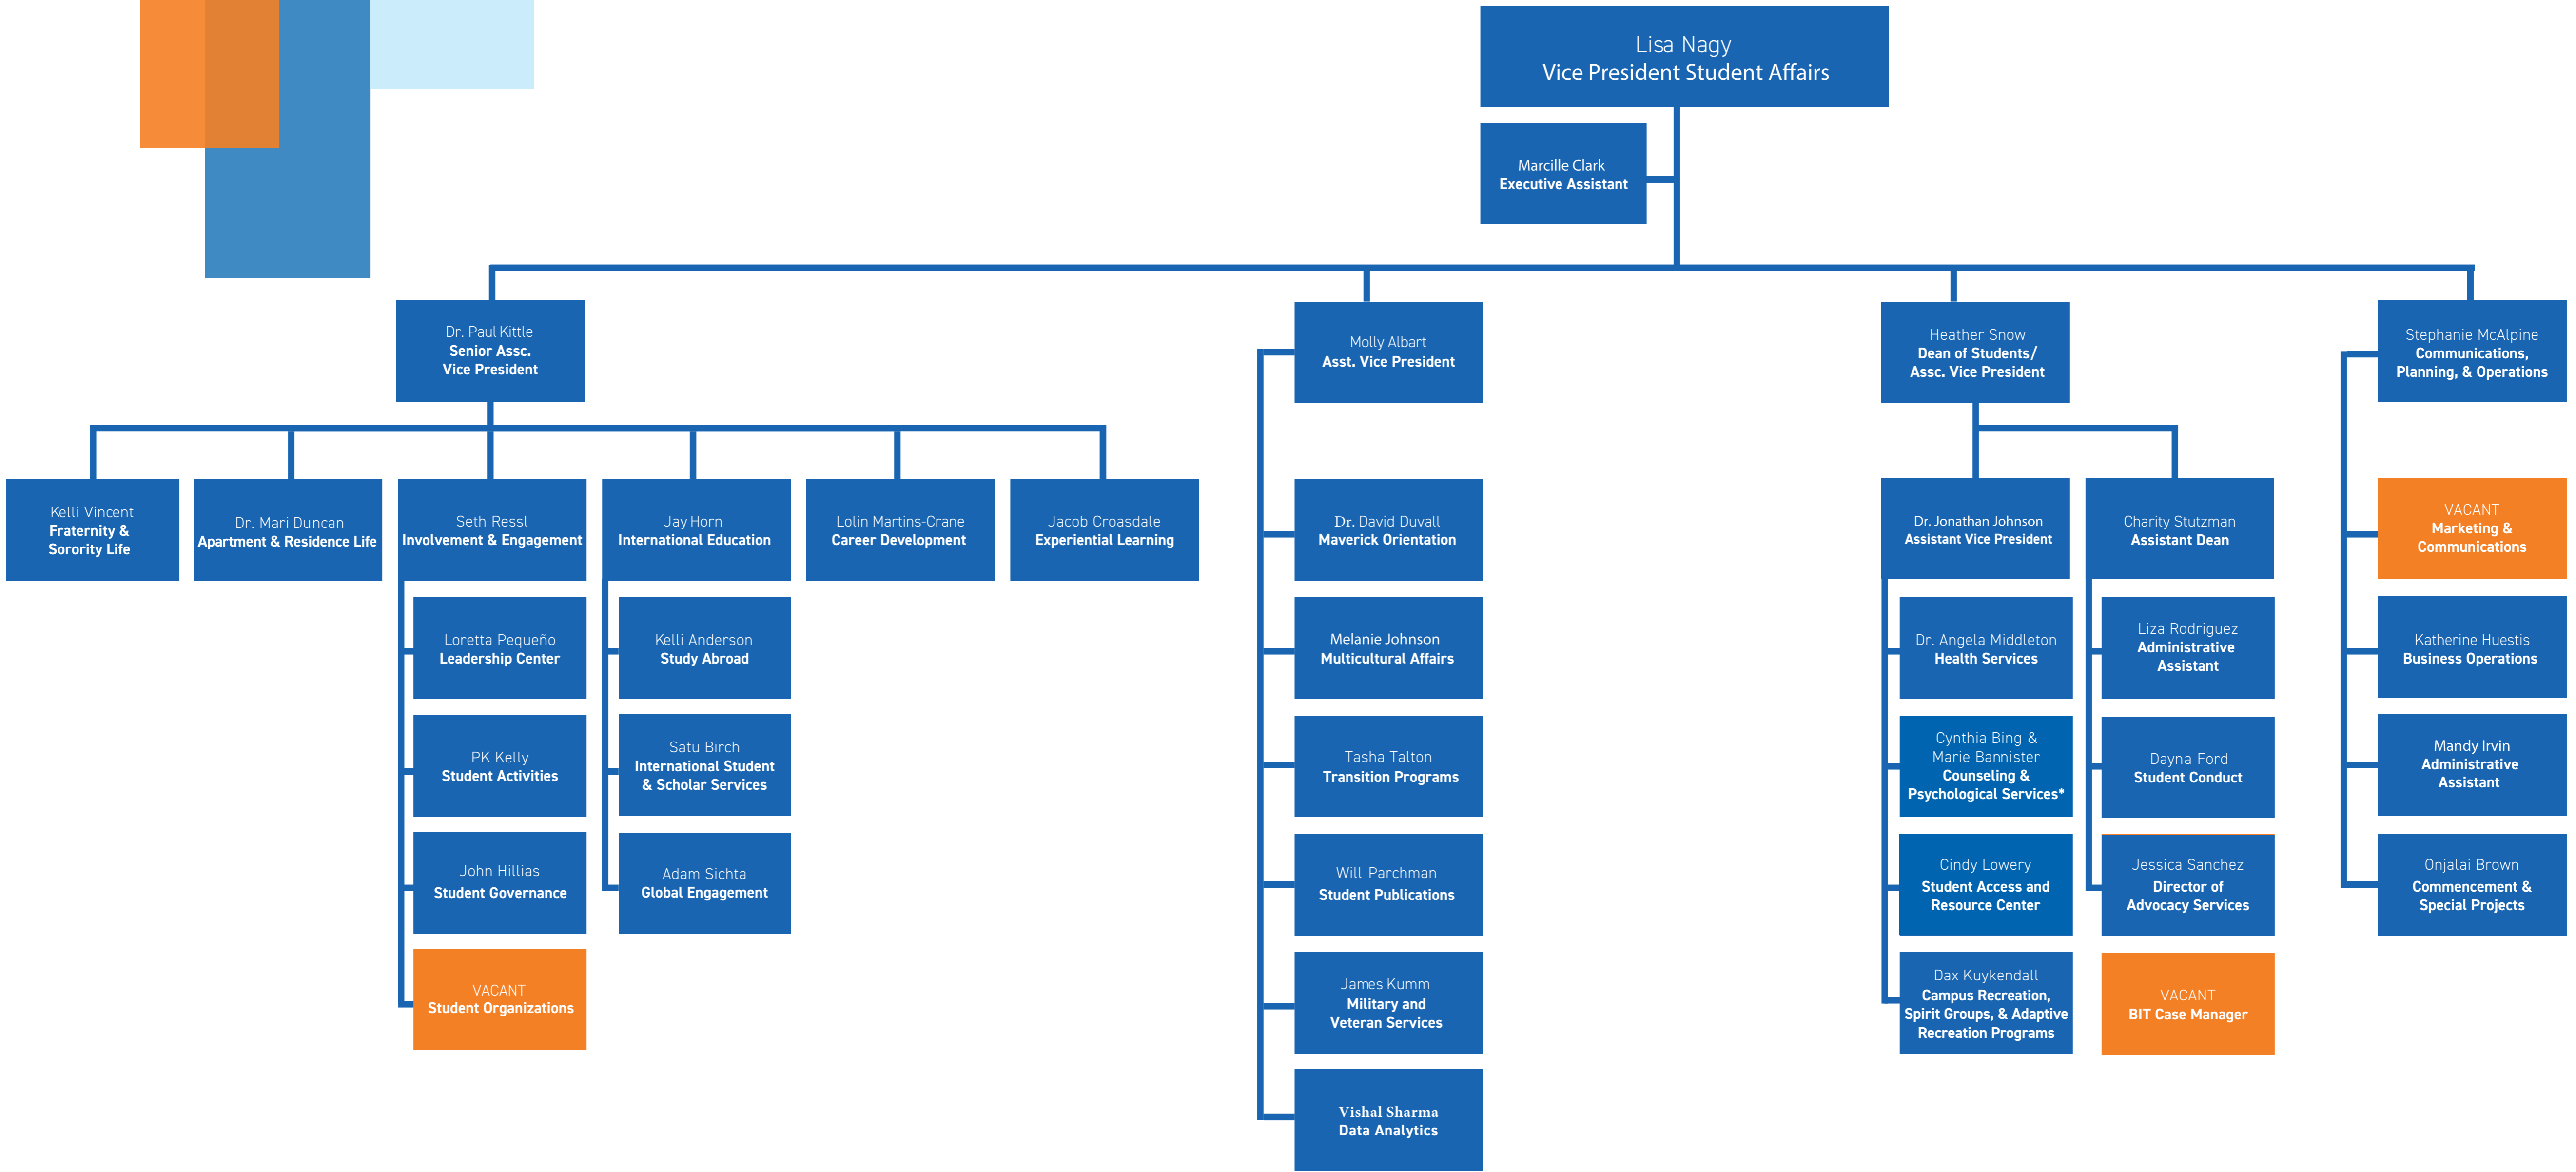 Lisa Nagy
Vice President Student Affairs
Marcille Clark
Executive Assistant
Dr. Paul Kittle
Senior Assc.
Vice President
Molly Albart
Asst. Vice President
Heather Snow
Dean of Students/
Assc. Vice President
Stephanie McAlpine
Communications,
Planning, & Operations
Kelli Vincent
Fraternity &
Sorority Life
Dr. Mari Duncan
Apartment & Residence Life
Seth Ressl
Involvement & Engagement
Jay Horn
International Education
Lolin Martins-Crane
Career Development
Jacob Croasdale
Experiential Learning
Loretta Pequeño
Leadership Center
PK Kelly
Student Activities
John Hillias
Student Governance
VACANT
Student Organizations
Kelli Anderson
Study Abroad
Satu Birch
International Student
& Scholar Services
Adam Sichta
Global Engagement
Dr. David Duvall
Maverick Orientation
Melanie Johnson
Multicultural Affairs
Tasha Talton
Transition Programs
Will Parchman
Student Publications
James Kumm
Military and
Veteran Services
Vishal Sharma
Data Analytics
Dr. Jonathan Johnson
Assistant Vice President
Dr. Angela Middleton
Health Services
Cynthia Bing &
Marie Bannister
Counseling &
Psychological Services*
Cindy Lowery
Student Access and
Resource Center
Dax Kuykendall
Campus Recreation,
Spirit Groups, & Adaptive
Recreation Programs
Charity Stutzman
Assistant Dean
Liza Rodriguez
Administrative
Assistant
Dayna Ford
Student Conduct
Jessica Sanchez
Director of
Advocacy Services
VACANT
BIT Case Manager
VACANT
Marketing &
Communications
Katherine Huestis
Business Operations
Mandy Irvin
Administrative
Assistant
Onjalai Brown
Commencement &
Special Projects